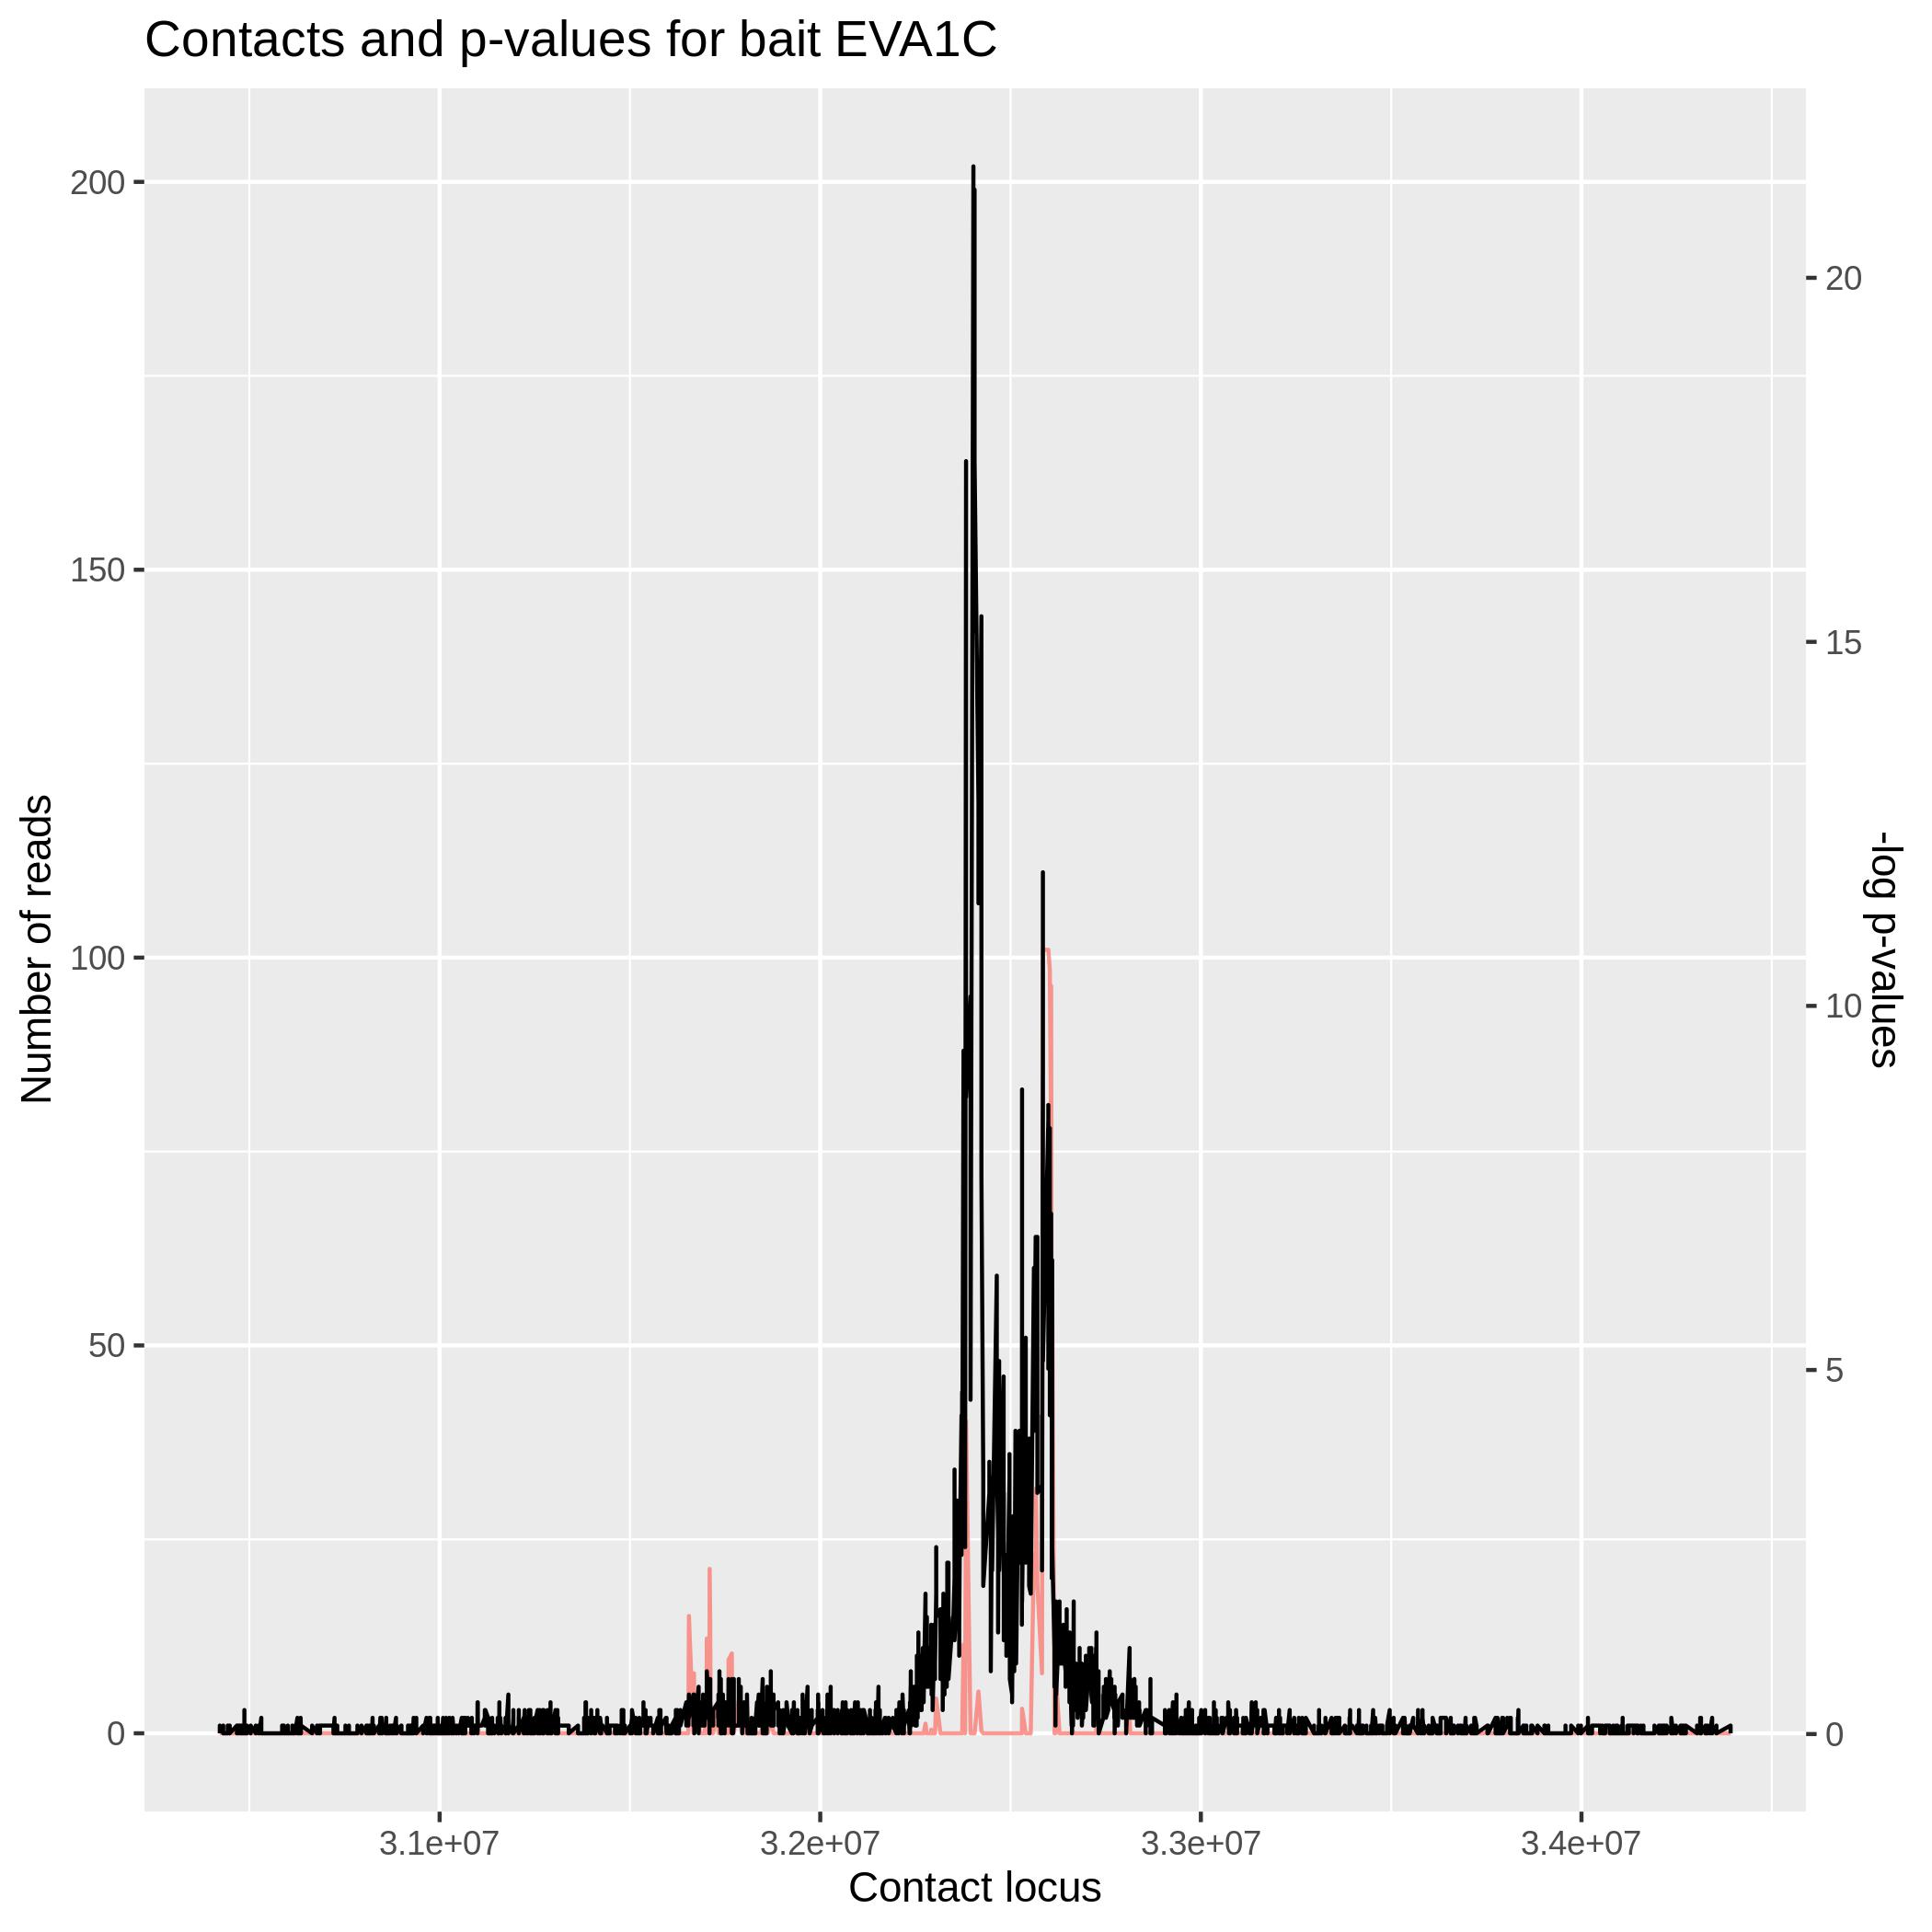 Contacts and p-values for bait EVA1C
200
150
100
50
0
Number of reads
20
15
10
5
0
-log p-values
3.1e+07 3.2e+07 3.3e+07 3.4e+07
Contact locus